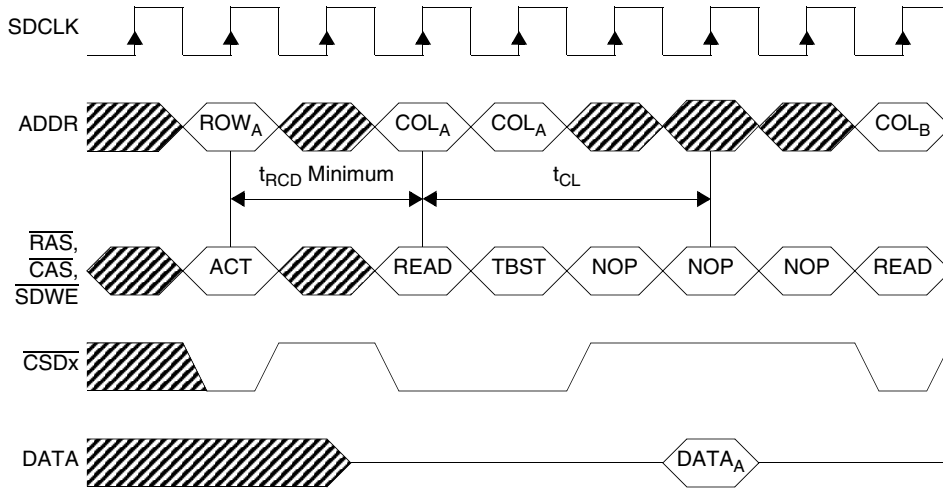 SDCLK
ADDR
ROW_A
COL_A
COL_A
COL_B
t_RCD Minimum
t_CL
RAS,
CAS,
SDWE
ACT
READ
TBST
NOP
NOP
NOP
READ
CSDx
DATA
DATA_A